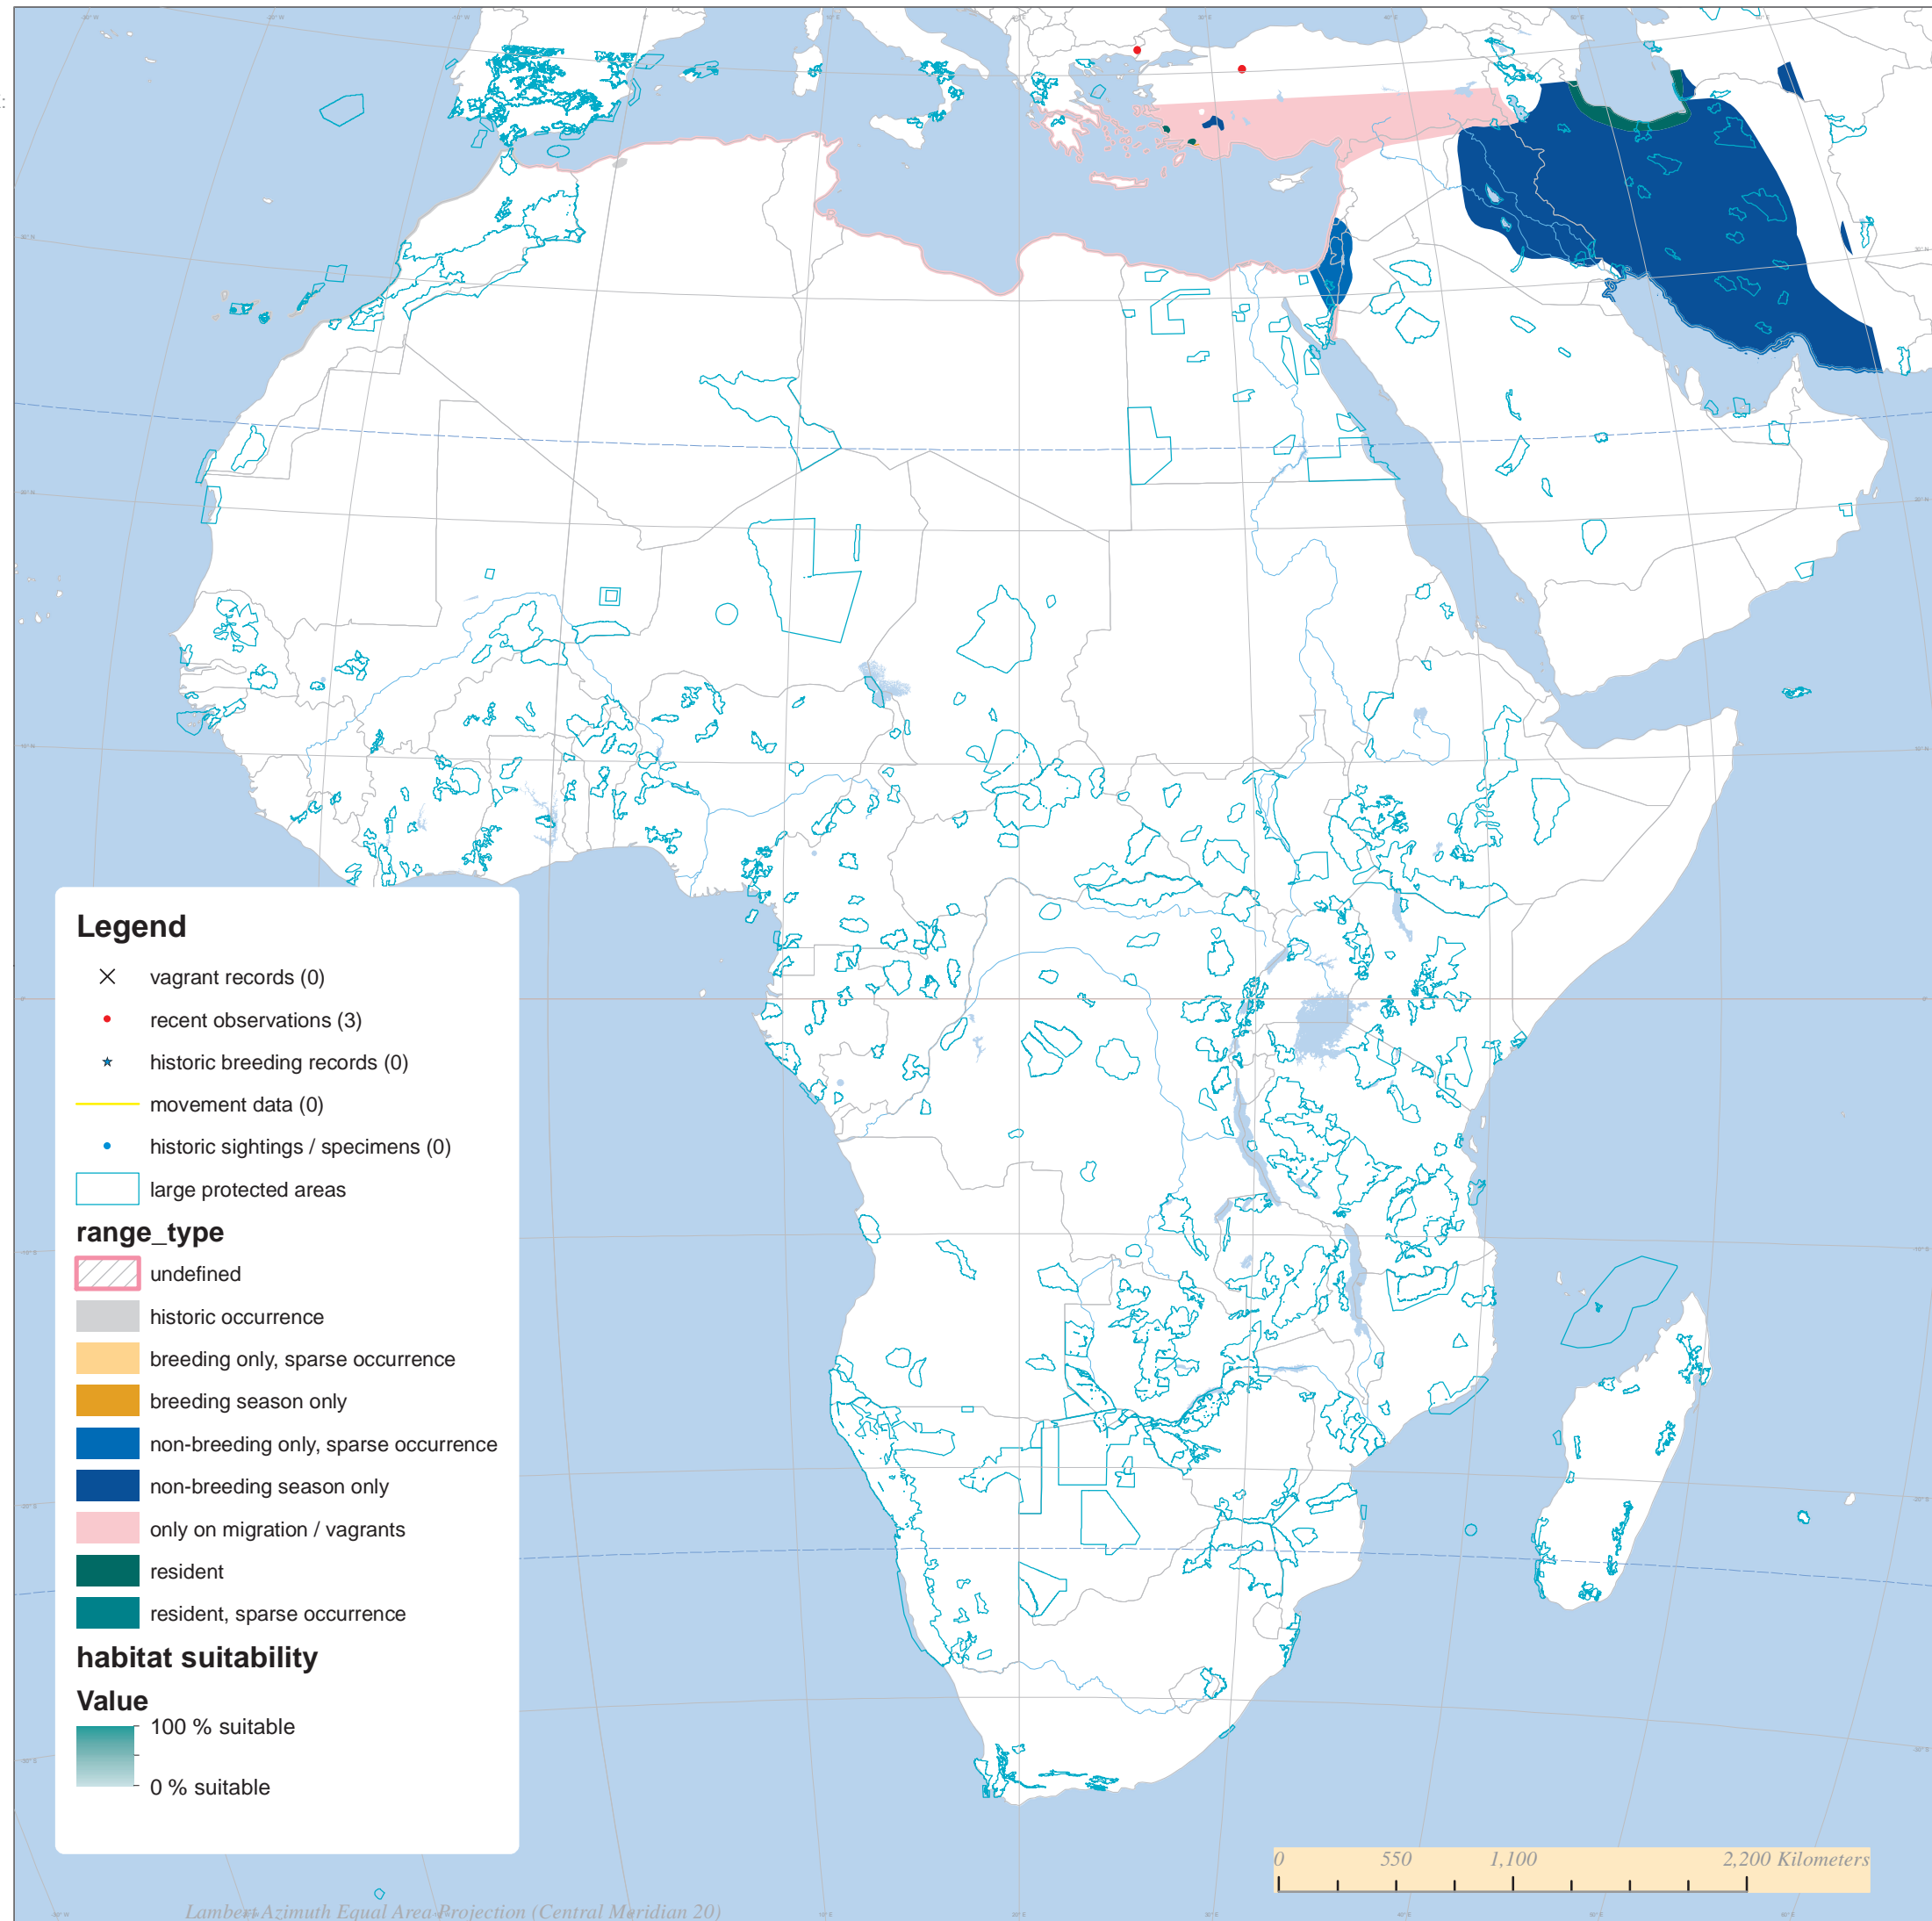 Legend
vagrant records (0)
recent observations (3)
historic breeding records (0)
movement data (0)
historic sightings / specimens (0)
large protected areas
range_type
undefined
historic occurrence
breeding only, sparse occurrence
breeding season only
non-breeding only, sparse occurrence
non-breeding season only
only on migration / vagrants
resident
resident, sparse occurrence
habitat suitability
Value
100 % suitable
0 % suitable
0 550 1,100 2,200 Kilometers
Lambert Azimuth Equal Area Projection (Central Meridian 20)